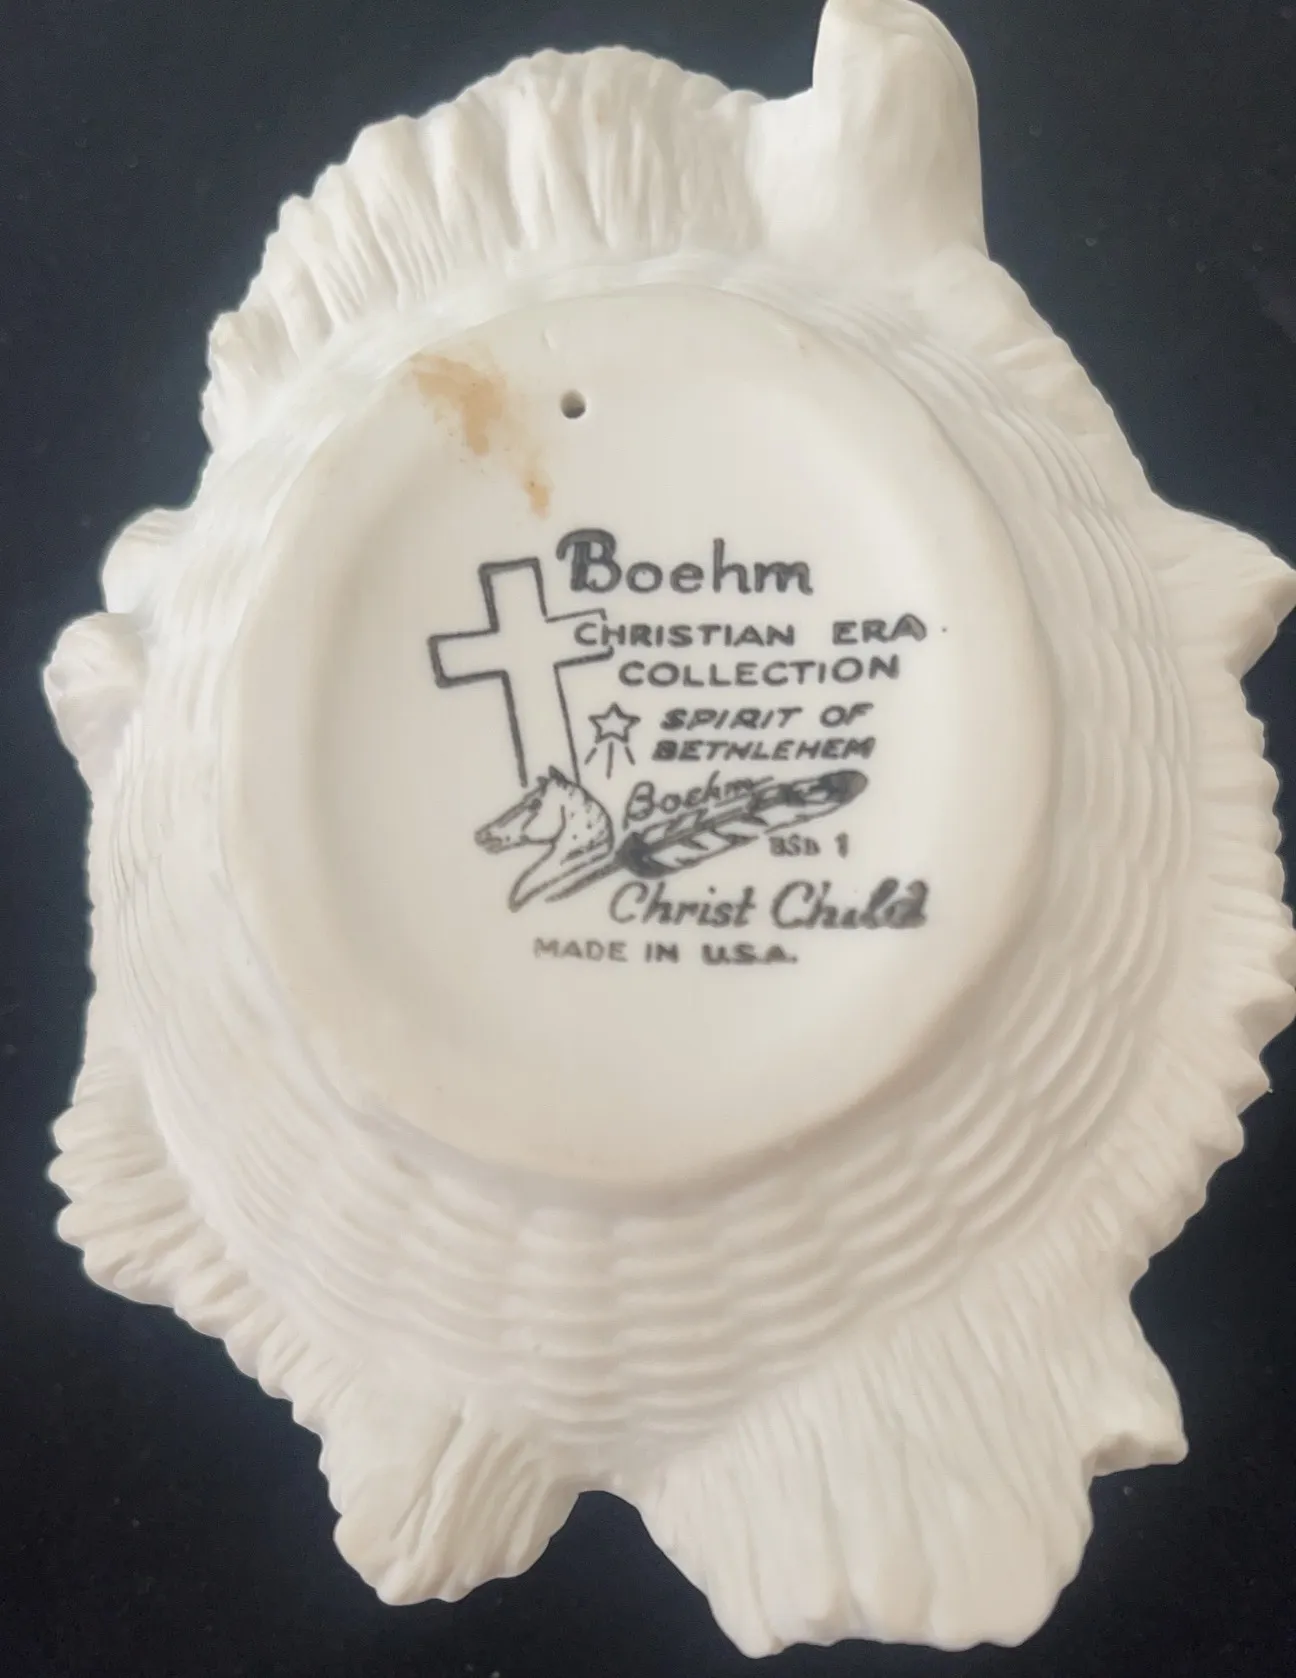 Boehm
CHRISTIAN ERA
COLLECTION
SPIRIT OF
BETHLEHEM
Boehm
BSB 1
Christ Child
MADE IN U.S.A.